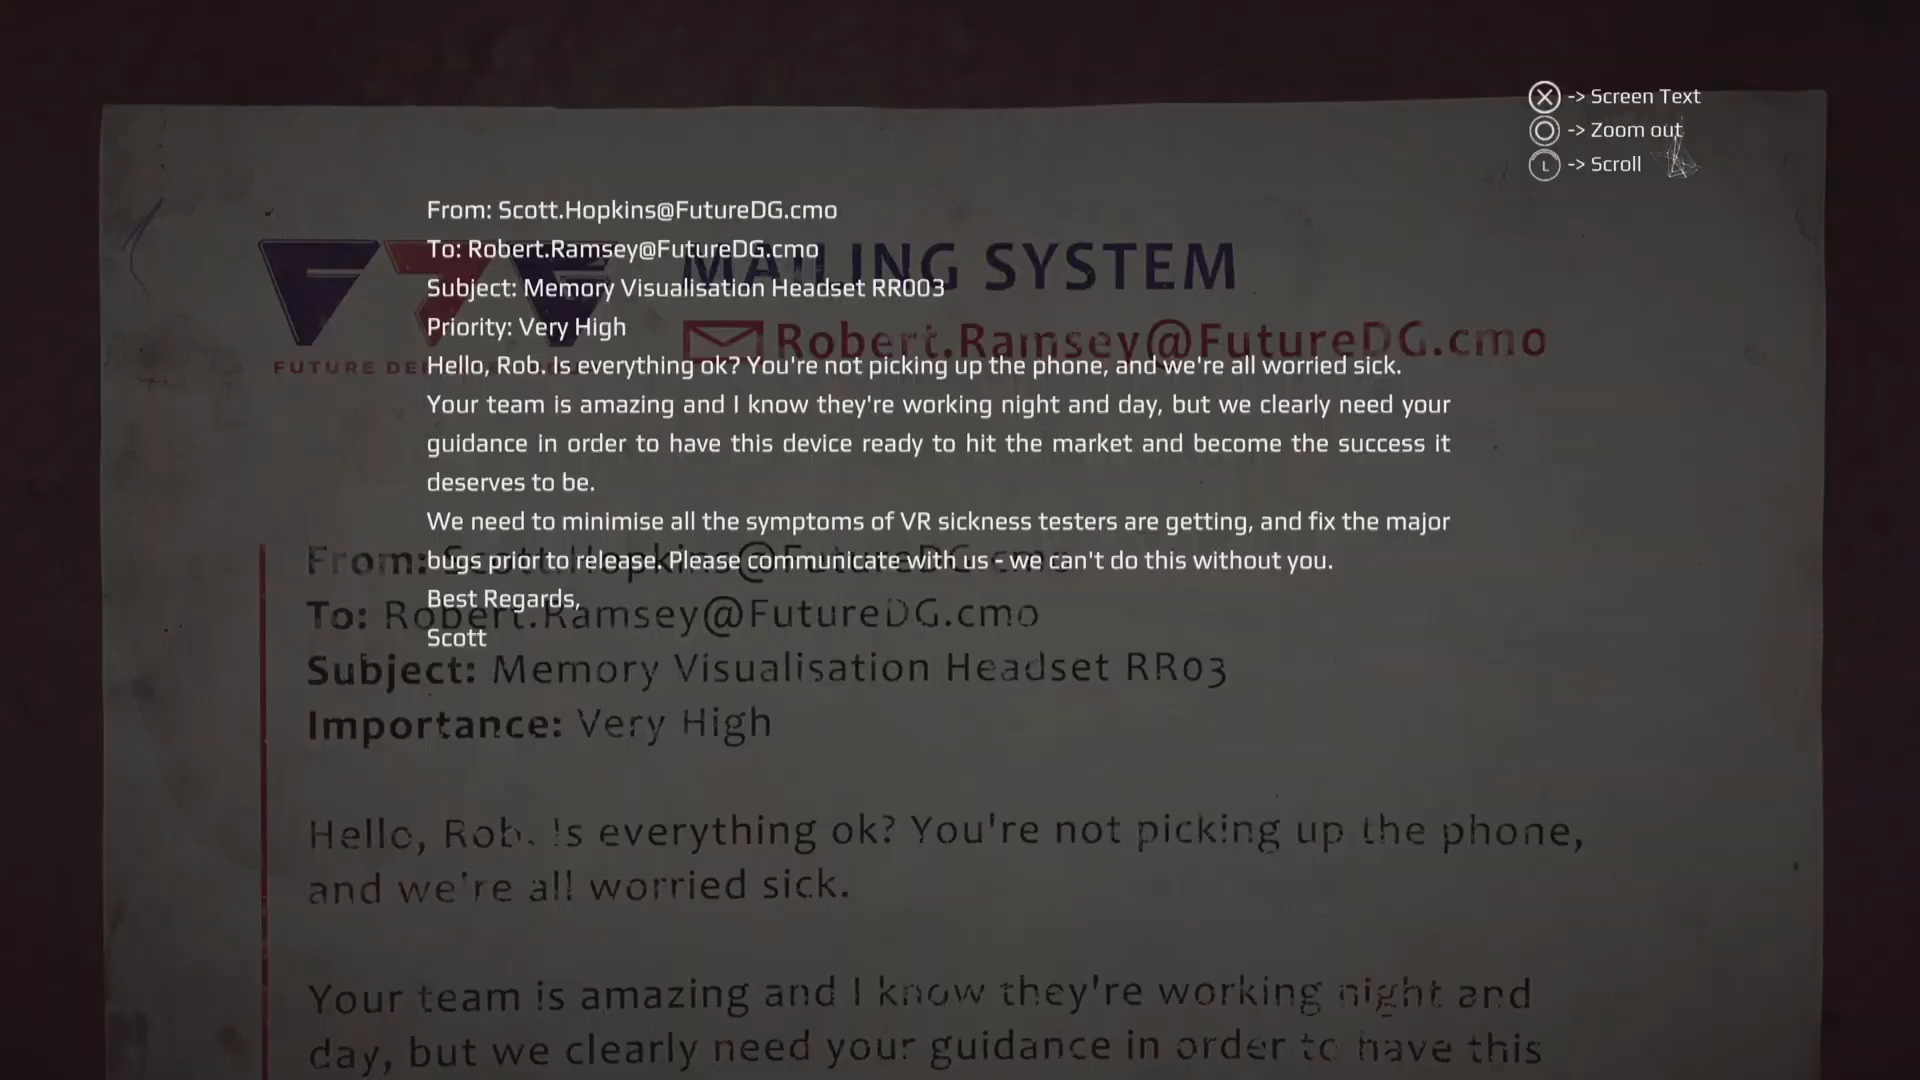 -> Screen Text
-> Zoom out
L -> Scroll
From: Scott.Hopkins@FutureDG.cmo
To: Robert.Ramsey@FutureDG.cmo
Subject: Memory Visualisation Headset RR003
Priority: Very High
Hello, Rob. Is everything ok? You're not picking up the phone, and we're all worried sick.
Your team is amazing and I know they're working night and day, but we clearly need your
guidance in order to have this device ready to hit the market and become the success it
deserves to be.
We need to minimise all the symptoms of VR sickness testers are getting, and fix the major
bugs prior to release. Please communicate with us - we can't do this without you.
Best Regards,
Scott
MAILING SYSTEM
Robert.Ramsey@FutureDG.cmo
FUTURE
From: Scott.Hopkins@FutureDG.cmo
To: Robert.Ramsey@FutureDG.cmo
Subject: Memory Visualisation Headset RR03
Importance: Very High
Hello, Rob. Is everything ok? You're not picking up the phone,
and we're all worried sick.
Your team is amazing and I know they're working night and
day, but we clearly need your guidance in order to have this